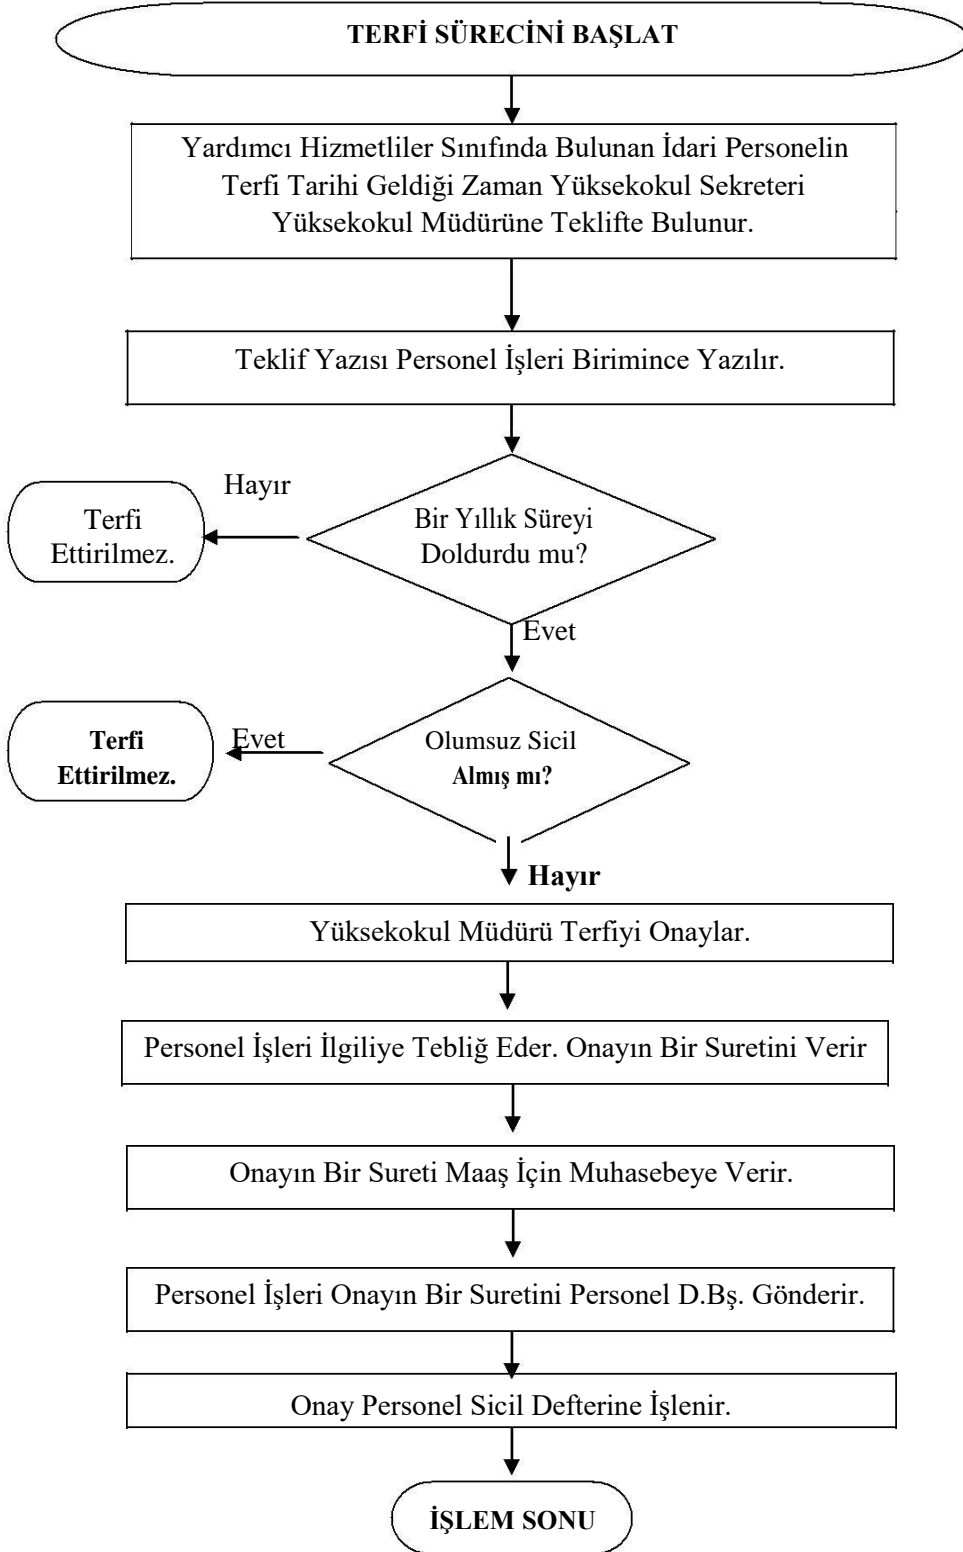 TERFİ SÜRECİNİ BAŞLAT
Yardımcı Hizmetliler Sınıfında Bulunan İdari Personelin
Terfi Tarihi Geldiği Zaman Yüksekokul Sekreteri
Yüksekokul Müdürüne Teklifte Bulunur.
Teklif Yazısı Personel İşleri Birimince Yazılır.
Hayır
Terfi
Ettirilmez.
Bir Yıllık Süreyi
Doldurdu mu?
Evet
Terfi
Ettirilmez.
Evet
Olumsuz Sicil
Almış mı?
Hayır
Yüksekokul Müdürü Terfiyi Onaylar.
Personel İşleri İlgiliye Tebliğ Eder. Onayın Bir Suretini Verir
Onayın Bir Sureti Maaş İçin Muhasebeye Verir.
Personel İşleri Onayın Bir Suretini Personel D.Bş. Gönderir.
Onay Personel Sicil Defterine İşlenir.
İŞLEM SONU